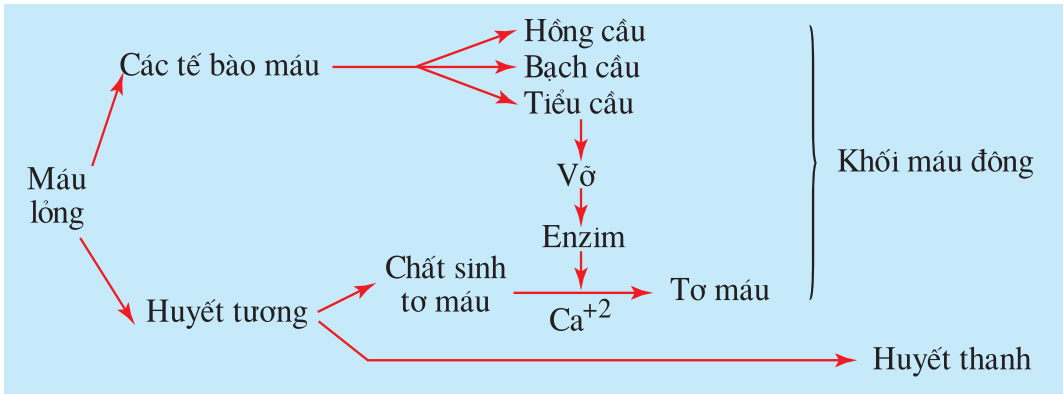 Hồng cầu
Các tế bào máu
Bạch cầu
Tiểu cầu
Khối máu đông
Máu
lỏng
Vỡ
Enzim
Chất sinh
tơ máu
Tơ máu
Huyết tương
Ca+2
Huyết thanh